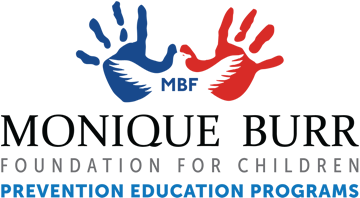 MBF
MONIQUE BURR
FOUNDATION FOR CHILDREN
PREVENTION EDUCATION PROGRAMS